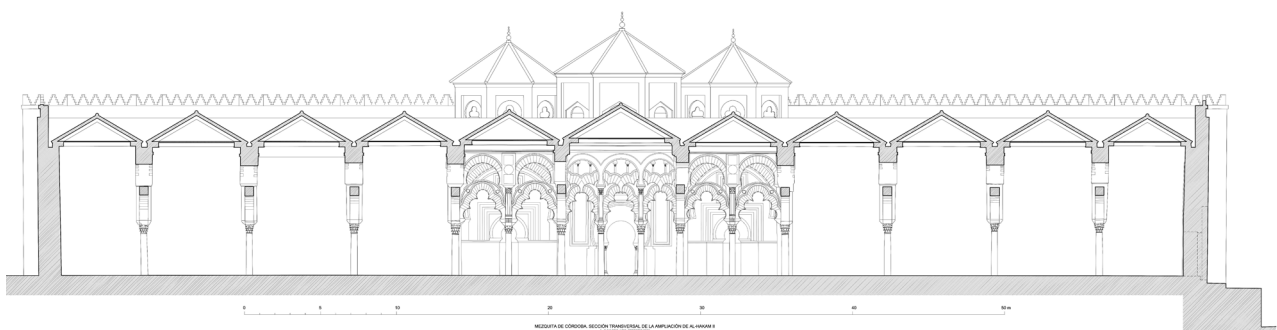 0 5 10 20 30 40 50 m
MEZQUITA DE CÓRDOBA. SECCIÓN TRANSVERSAL DE LA AMPLIACIÓN DE AL-HAKAM II